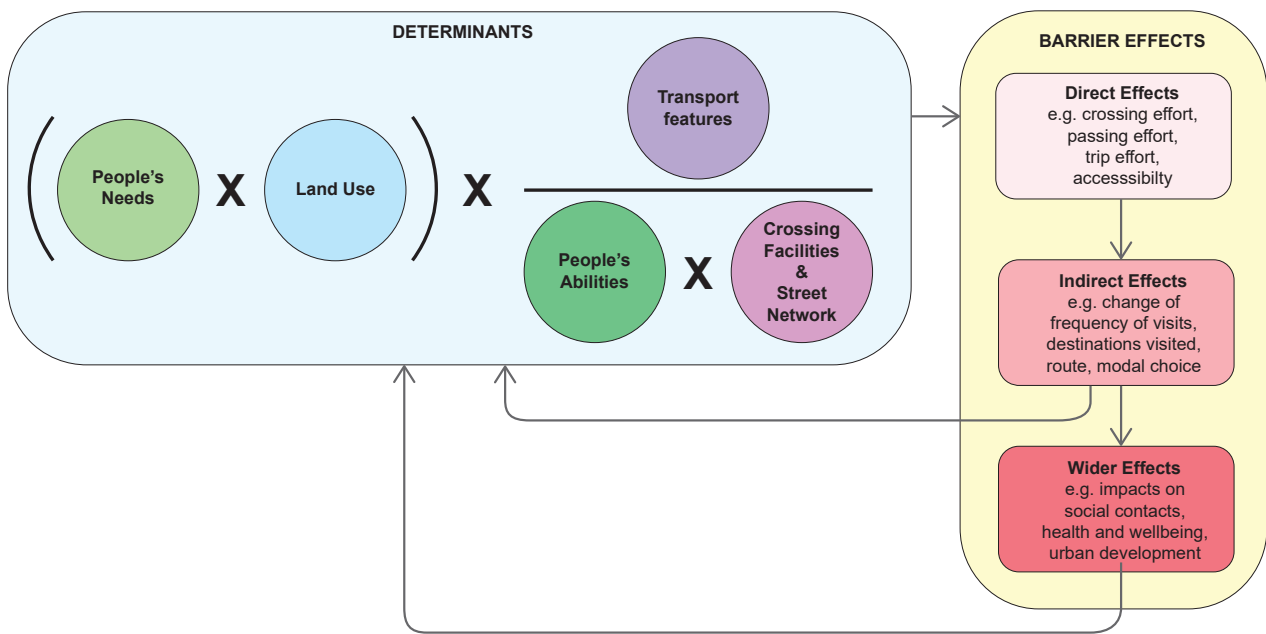 DETERMINANTS
People's
Needs
X
Land Use
X
Transport
features
People's
Abilities
X
Crossing
Facilities
&
Street
Network
BARRIER EFFECTS
Direct Effects
e.g. crossing effort,
passing effort,
trip effort,
accesssibilty
Indirect Effects
e.g. change of
frequency of visits,
destinations visited,
route, modal choice
Wider Effects
e.g. impacts on
social contacts,
health and wellbeing,
urban development